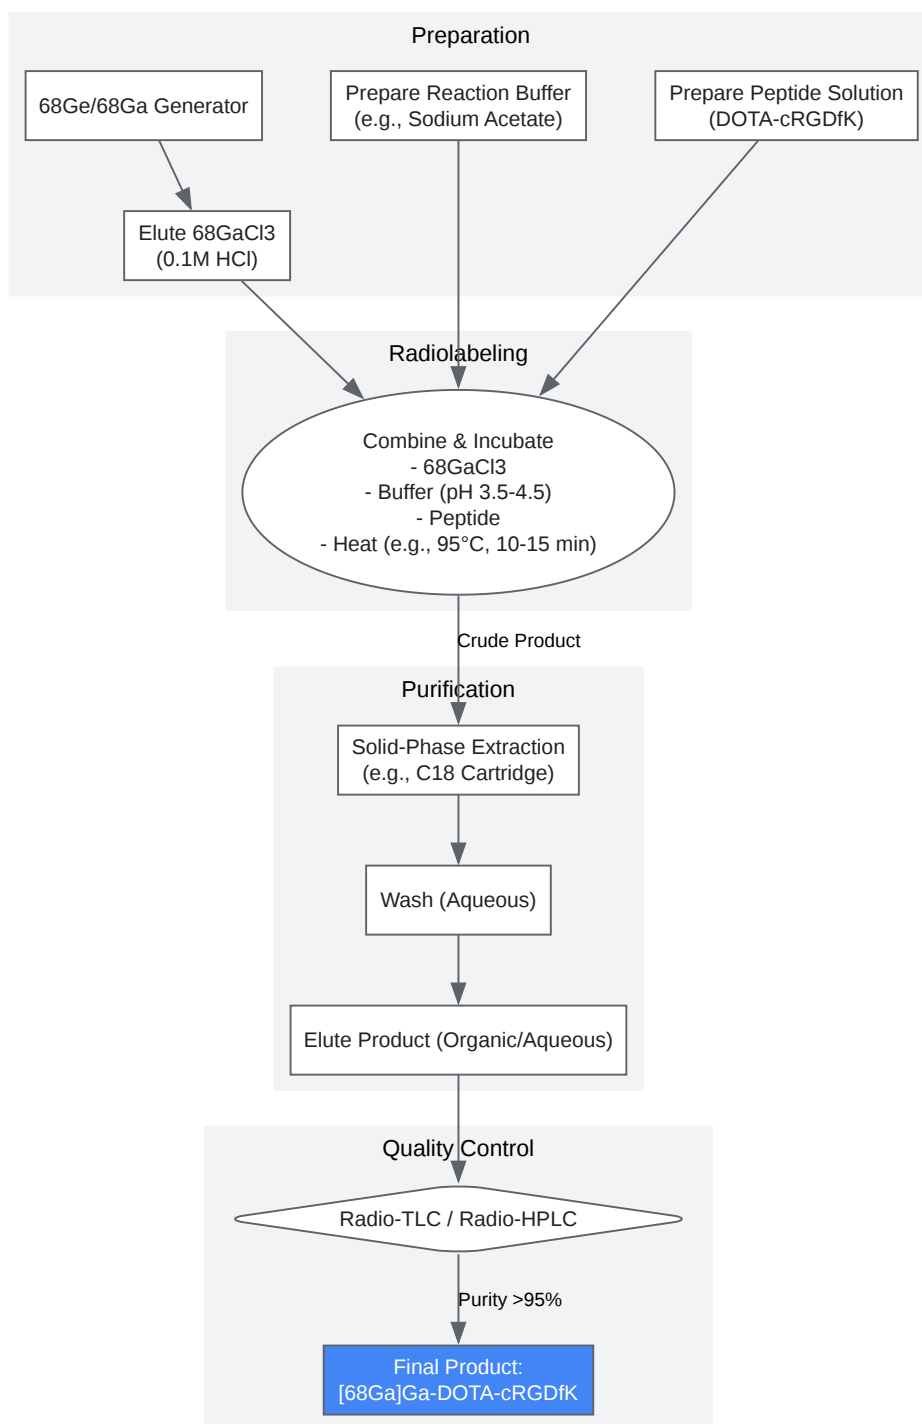 Preparation
68Ge/68Ga Generator
Prepare Reaction Buffer
(e.g., Sodium Acetate)
Prepare Peptide Solution
(DOTA-cRGDfK)
Elute 68GaCl3
(0.1M HCl)
Radiolabeling
Combine & Incubate
- 68GaCl3
- Buffer (pH 3.5-4.5)
- Peptide
- Heat (e.g., 95°C, 10-15 min)
Crude Product
Purification
Solid-Phase Extraction
(e.g., C18 Cartridge)
Wash (Aqueous)
Elute Product (Organic/Aqueous)
Quality Control
Radio-TLC / Radio-HPLC
Purity >95%
Final Product:
[68Ga]Ga-DOTA-cRGDfK